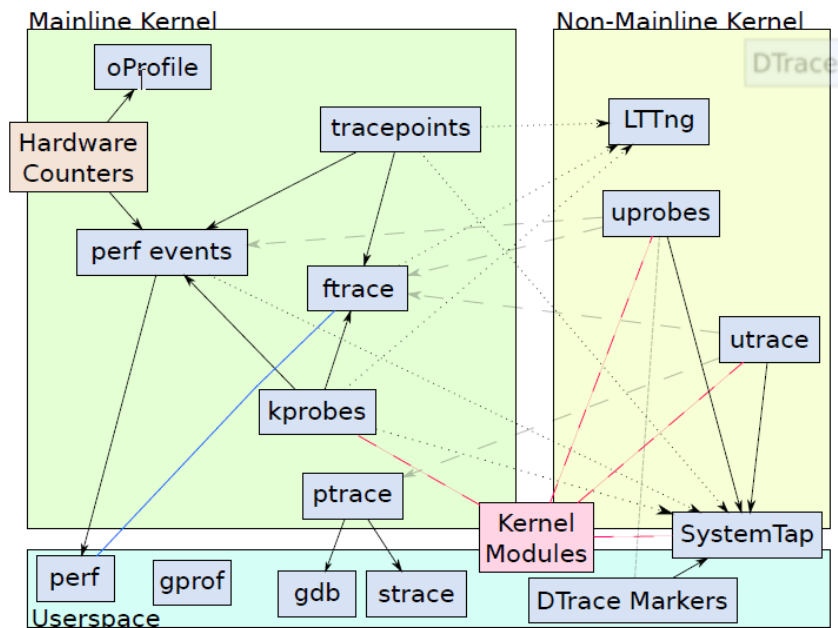 Mainline Kernel
Non-Mainline Kernel
oProfile
DTrace
Hardware
Counters
tracepoints
LTTng
uprobes
perf events
ftrace
utrace
kprobes
ptrace
Kernel
Modules
SystemTap
perf
gprof
gdb
strace
DTrace Markers
Userspace